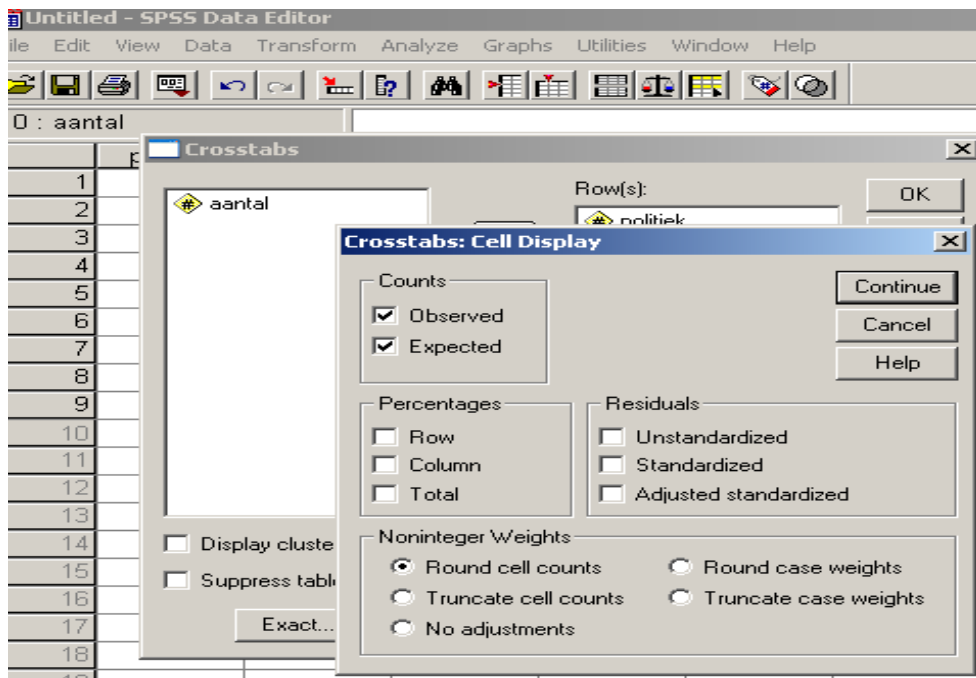 Untitled - SPSS Data Editor
ile Edit View Data Transform Analyze Graphs Utilities Window Help
0 : aantal
Crosstabs
aantal
Row(s):
politiek
OK
Crosstabs: Cell Display
Counts
Observed
Expected
Continue
Cancel
Help
Percentages
Row
Column
Total
Residuals
Unstandardized
Standardized
Adjusted standardized
Noninteger Weights
Round cell counts
Round case weights
Truncate cell counts
Truncate case weights
No adjustments
Display cluste
Suppress tabl
Exact...
1
2
3
4
5
6
7
8
9
10
11
12
13
14
15
16
17
18